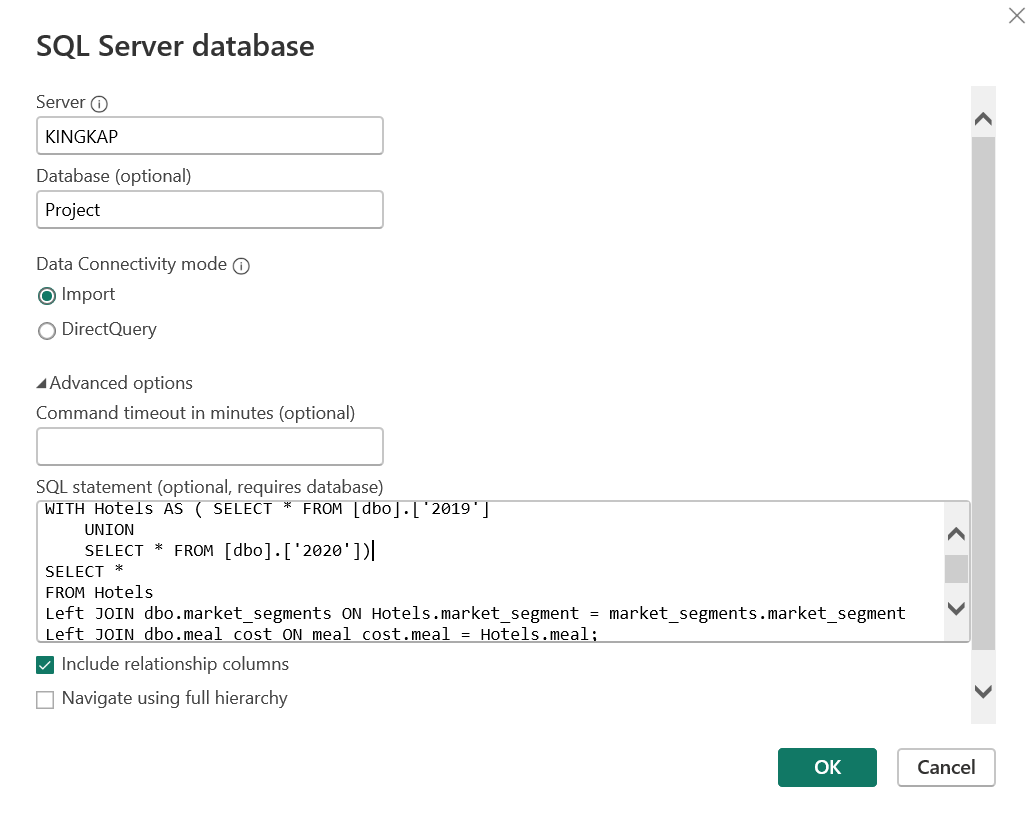 SQL Server database
Server
KINGKAP
Database (optional)
Project
Data Connectivity mode
Import
DirectQuery
Advanced options
Command timeout in minutes (optional)
SQL statement (optional, requires database)
WITH Hotels AS ( SELECT * FROM [dbo].['2019']
    UNION
    SELECT * FROM [dbo].['2020'])
SELECT *
FROM Hotels
Left JOIN dbo.market_segments ON Hotels.market_segment = market_segments.market_segment
Left JOIN dbo.meal_cost ON meal_cost.meal = Hotels.meal;
Include relationship columns
Navigate using full hierarchy
OK
Cancel